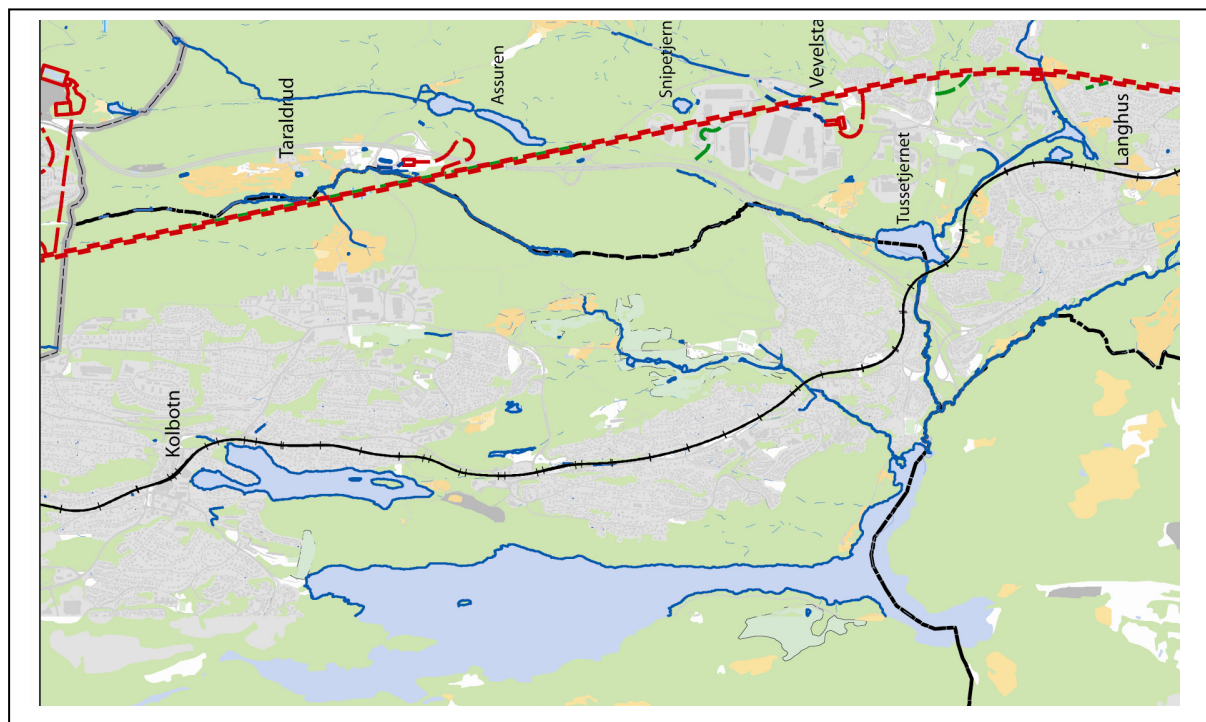 Kolbotn
Taraldrud
Assuren
Snipetjern
Vevelsta
Tussetjernet
Langhus